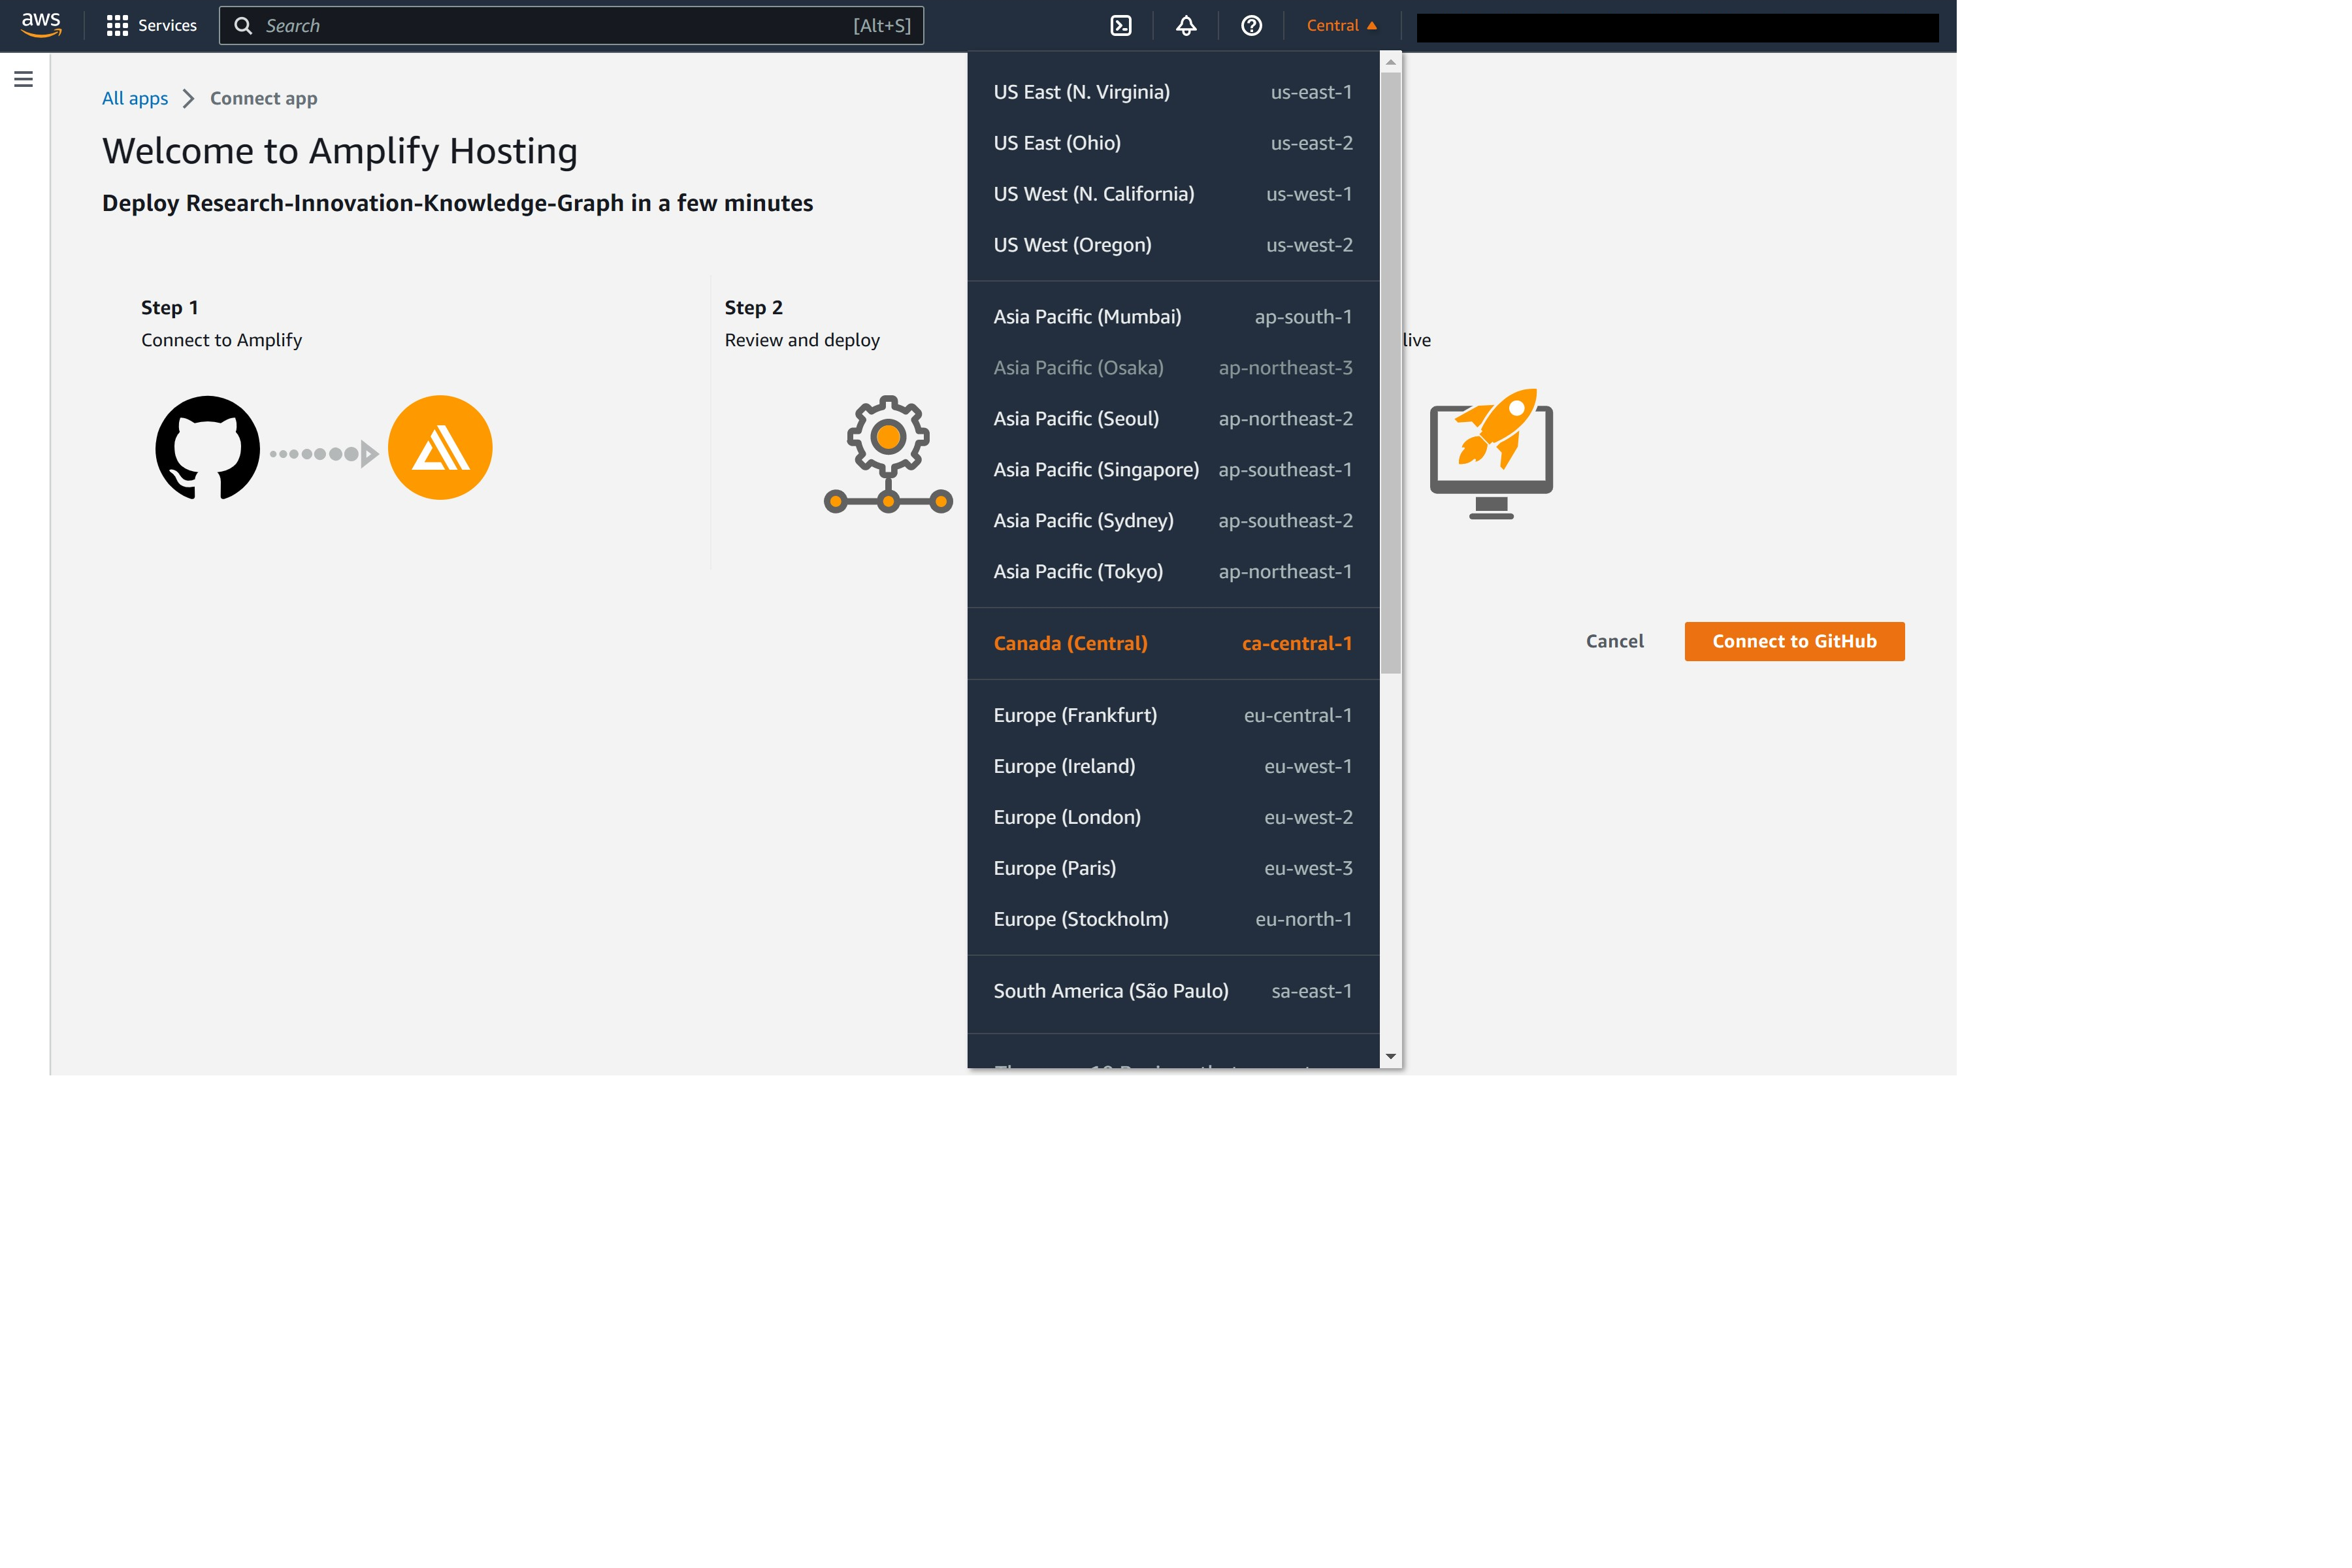 aws
Services
Search [Alt+S]
Central
All apps Connect app
Welcome to Amplify Hosting
Deploy Research-Innovation-Knowledge-Graph in a few minutes
Step 1
Connect to Amplify
Step 2
Review and deploy
live
US East (N. Virginia) us-east-1
US East (Ohio) us-east-2
US West (N. California) us-west-1
US West (Oregon) us-west-2
Asia Pacific (Mumbai) ap-south-1
Asia Pacific (Osaka) ap-northeast-3
Asia Pacific (Seoul) ap-northeast-2
Asia Pacific (Singapore) ap-southeast-1
Asia Pacific (Sydney) ap-southeast-2
Asia Pacific (Tokyo) ap-northeast-1
Canada (Central) ca-central-1
Europe (Frankfurt) eu-central-1
Europe (Ireland) eu-west-1
Europe (London) eu-west-2
Europe (Paris) eu-west-3
Europe (Stockholm) eu-north-1
South America (São Paulo) sa-east-1
Cancel
Connect to GitHub